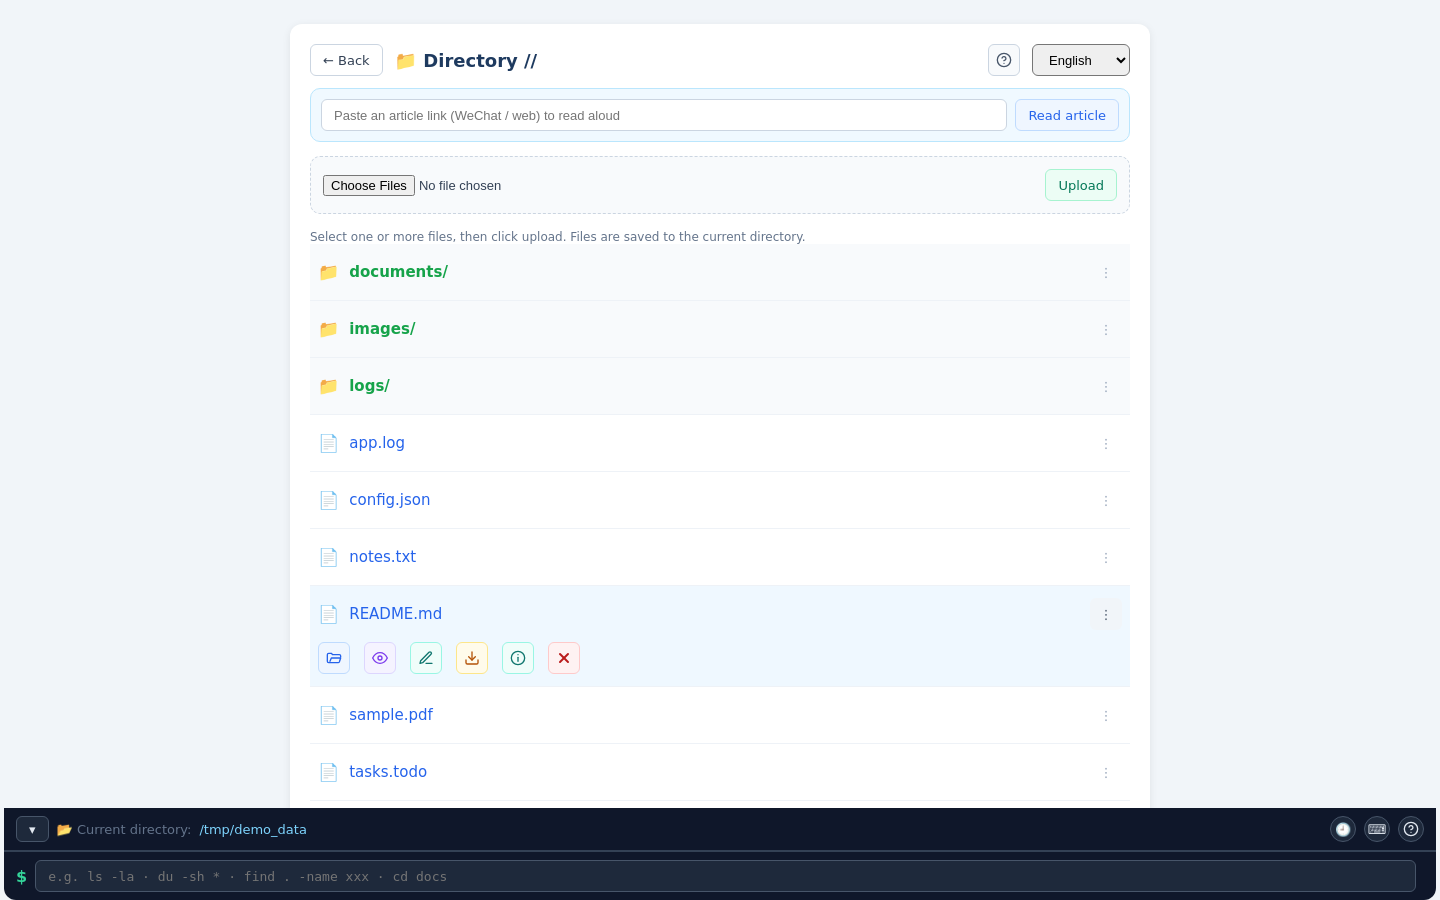 ← Back
📁 Directory //
English
Paste an article link (WeChat / web) to read aloud
Read article
Choose Files No file chosen
Upload
Select one or more files, then click upload. Files are saved to the current directory.
📁 documents/
📁 images/
📁 logs/
📄 app.log
📄 config.json
📄 notes.txt
📄 README.md
📄 sample.pdf
📄 tasks.todo
▾ 📂 Current directory: /tmp/demo_data
$ e.g. ls -la · du -sh * · find . -name xxx · cd docs